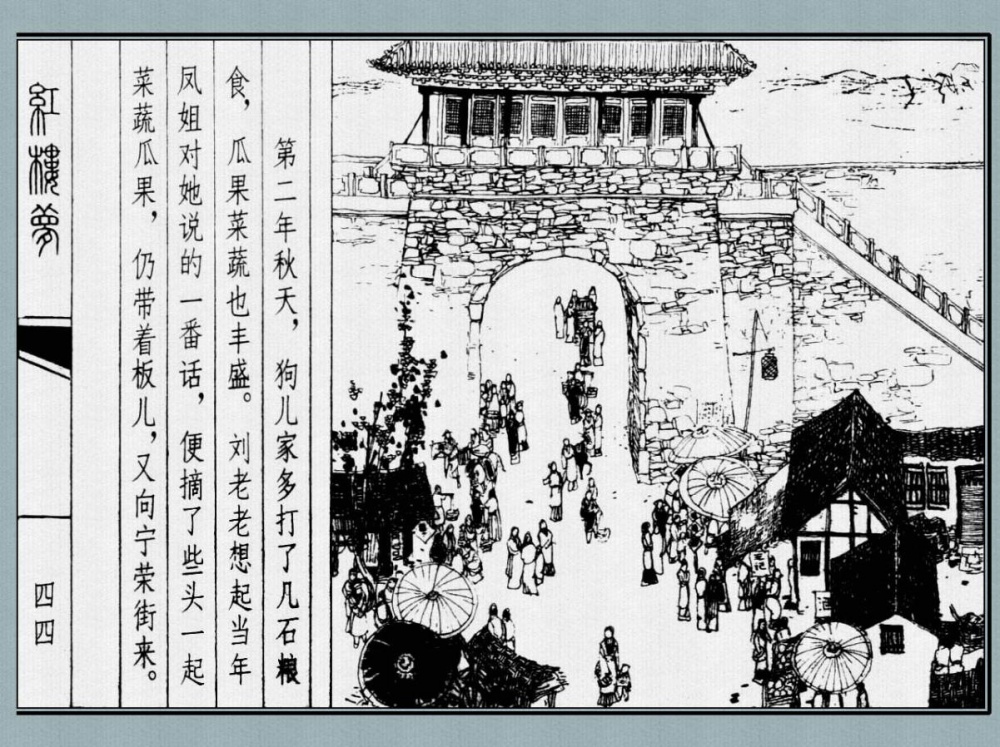 第二年秋天，狗儿家多打了几石粮
食，瓜果菜蔬也丰盛。刘老老想起当年
凤姐对她说的一番话，便摘了些头一起
菜蔬瓜果，仍带着板儿，又向宁荣街来。
紅樓夢
四四